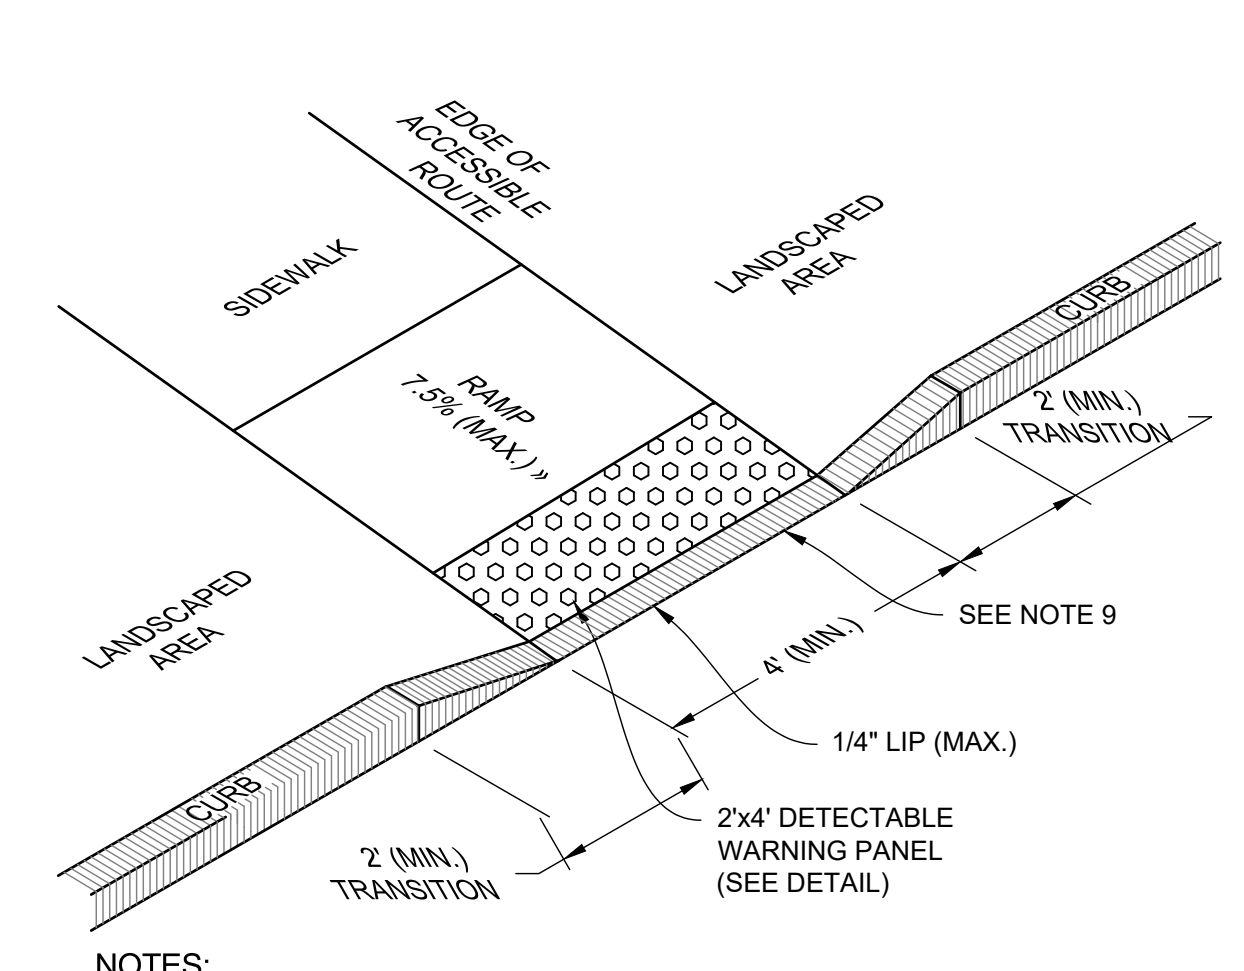 EDGE OF
ACCESSIBLE
ROUTE
SIDEWALK
LANDSCAPED
AREA
CURB
RAMP
7.5% (MAX.) »
2' (MIN.)
TRANSITION
LANDSCAPED
AREA
SEE NOTE 9
4' (MIN.)
1/4" LIP (MAX.)
CURB
2'x4' DETECTABLE
WARNING PANEL
(SEE DETAIL)
2' (MIN.)
TRANSITION
NOTES: